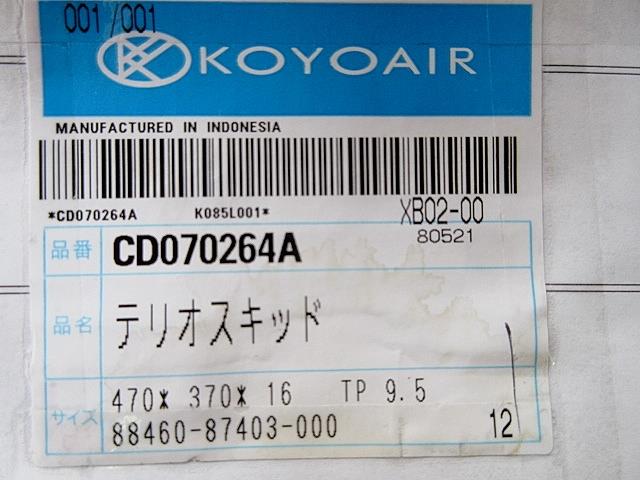 001/001
KOYOAIR
MANUFACTURED IN INDONESIA
*CD070264A K085L001*
XB02-00
80521
品番 CD070264A
品名 テリオスキッド
サイズ 470* 370* 16 TP 9.5
88460-87403-000 12